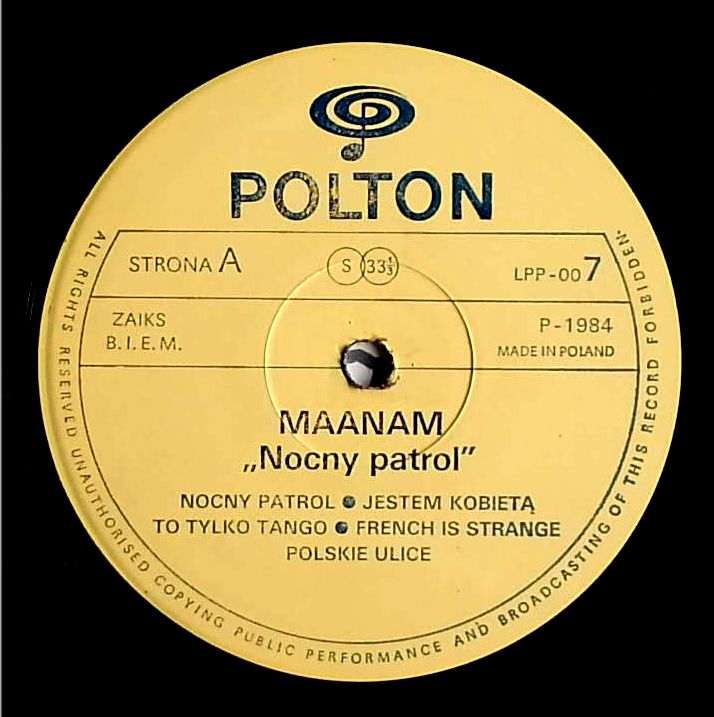 POLTON
STRONA A S 33⅓ LPP-007
ZAIKS P-1984
B.I.E.M. MADE IN POLAND
MAANAM
„Nocny patrol”
NOCNY PATROL ● JESTEM KOBIETĄ
TO TYLKO TANGO ● FRENCH IS STRANGE
POLSKIE ULICE
ALL RIGHTS RESERVED UNAUTHORISED COPYING PUBLIC PERFORMANCE AND BROADCASTING OF THIS RECORD FORBIDDEN-